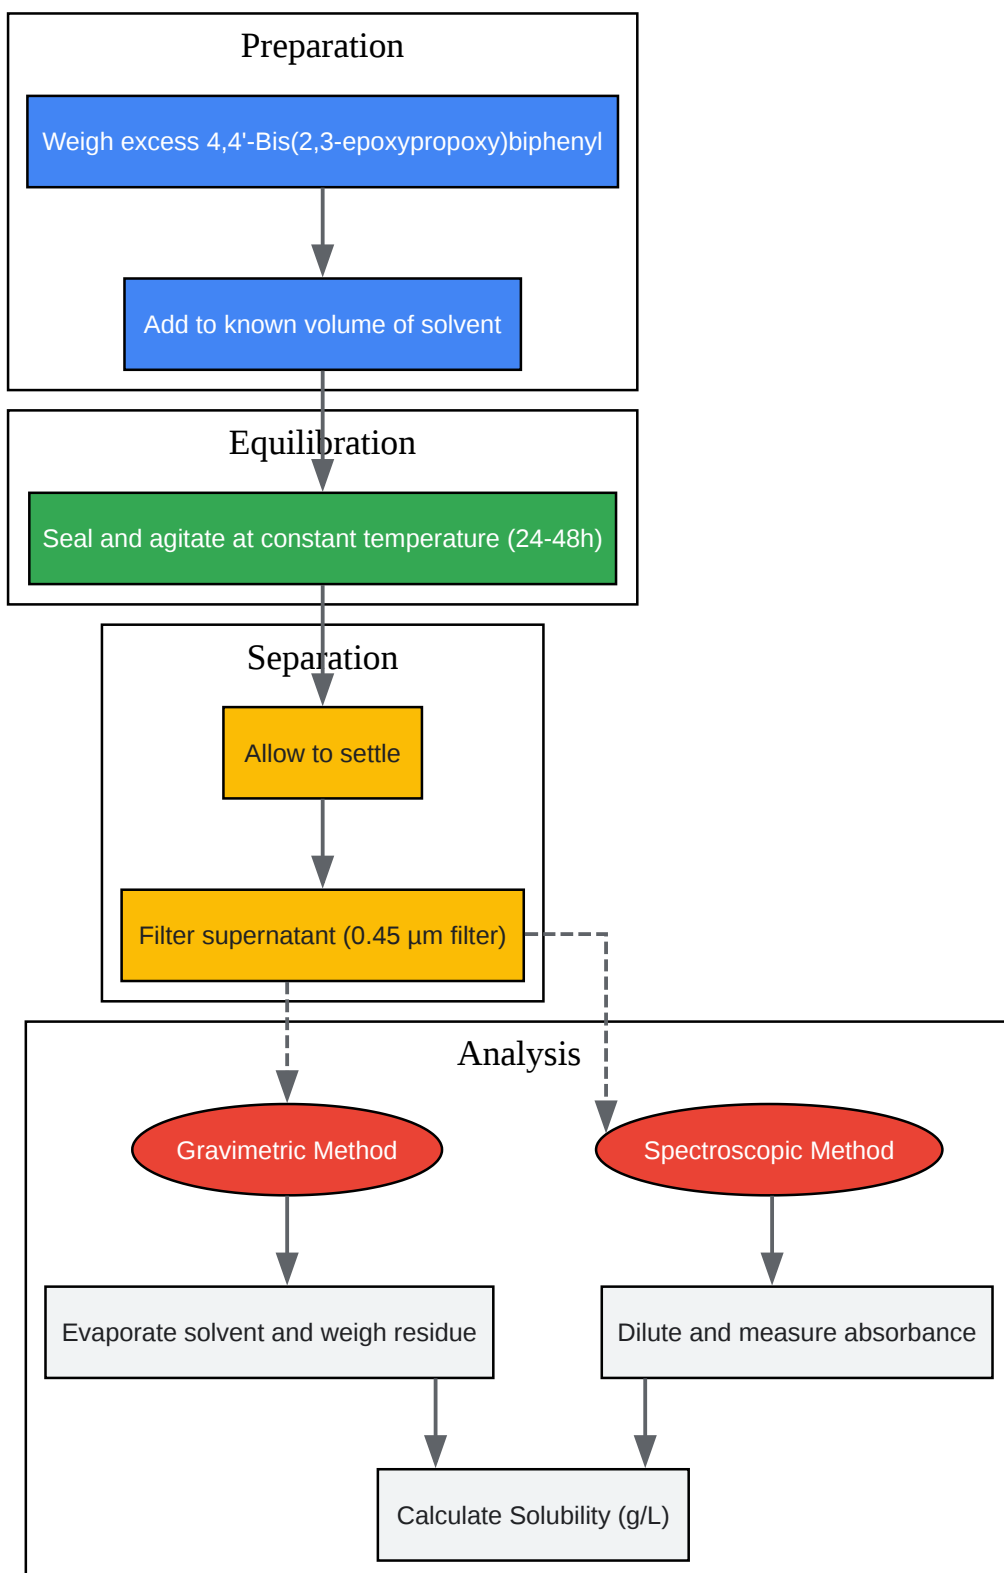 Preparation
Weigh excess 4,4'-Bis(2,3-epoxypropoxy)biphenyl
Add to known volume of solvent
Equilibration
Seal and agitate at constant temperature (24-48h)
Separation
Allow to settle
Filter supernatant (0.45 µm filter)
Analysis
Gravimetric Method
Spectroscopic Method
Evaporate solvent and weigh residue
Dilute and measure absorbance
Calculate Solubility (g/L)